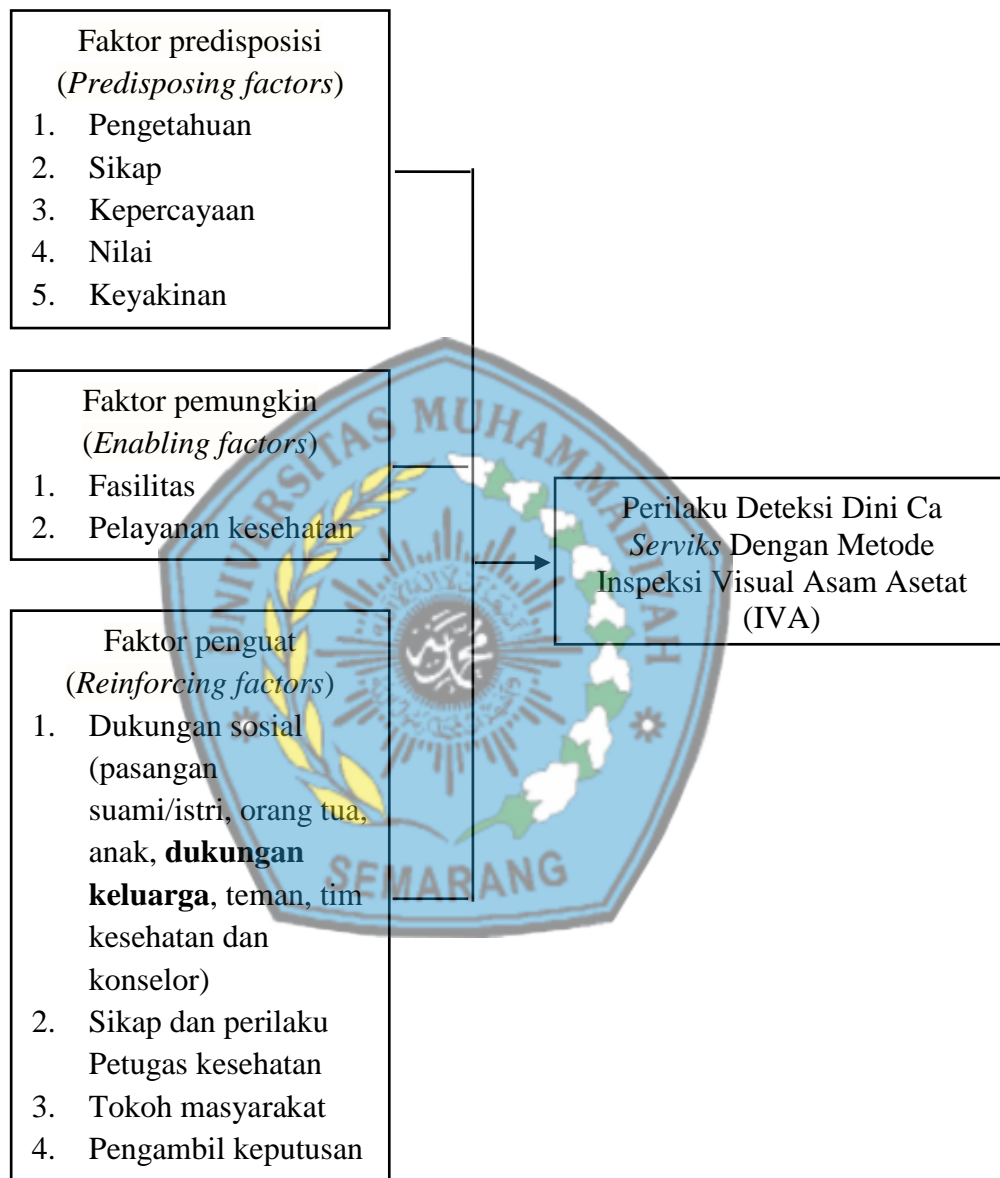 Faktor predisposisi
(Predisposing factors)
1. Pengetahuan
2. Sikap
3. Kepercayaan
4. Nilai
5. Keyakinan
Faktor pemungkin
(Enabling factors)
1. Fasilitas
2. Pelayanan kesehatan
Faktor penguat
(Reinforcing factors)
1. Dukungan sosial
(pasangan
suami/istri, orang tua,
anak, dukungan
keluarga, teman, tim
kesehatan dan
konselor)
2. Sikap dan perilaku
Petugas kesehatan
3. Tokoh masyarakat
4. Pengambil keputusan
Perilaku Deteksi Dini Ca
Serviks Dengan Metode
Inspeksi Visual Asam Asetat
(IVA)
UNIVERSITAS MUHAMMADIYAH
SEMARANG